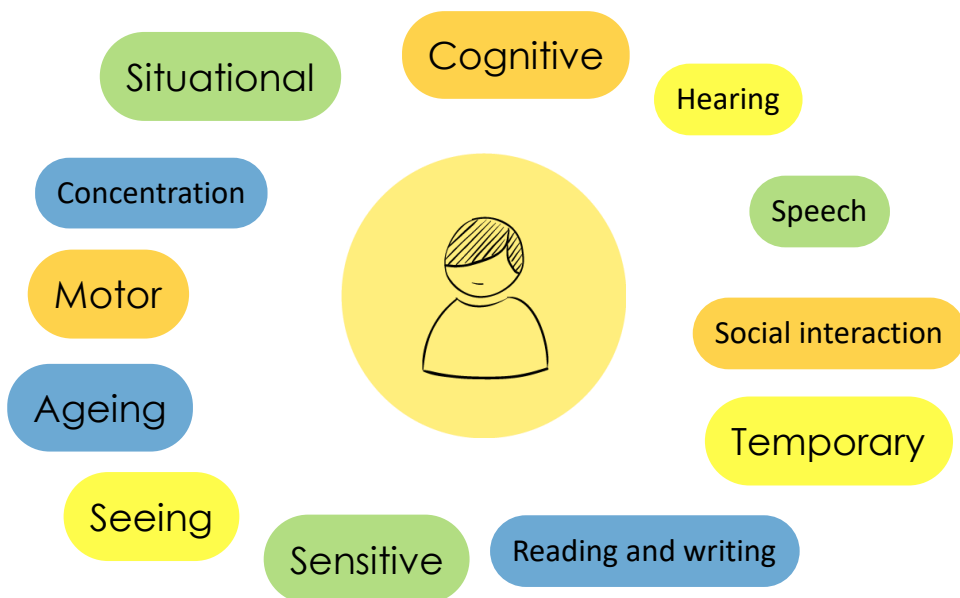 Cognitive
Situational
Hearing
Concentration
Speech
Motor
Social interaction
Ageing
Temporary
Seeing
Reading and writing
Sensitive